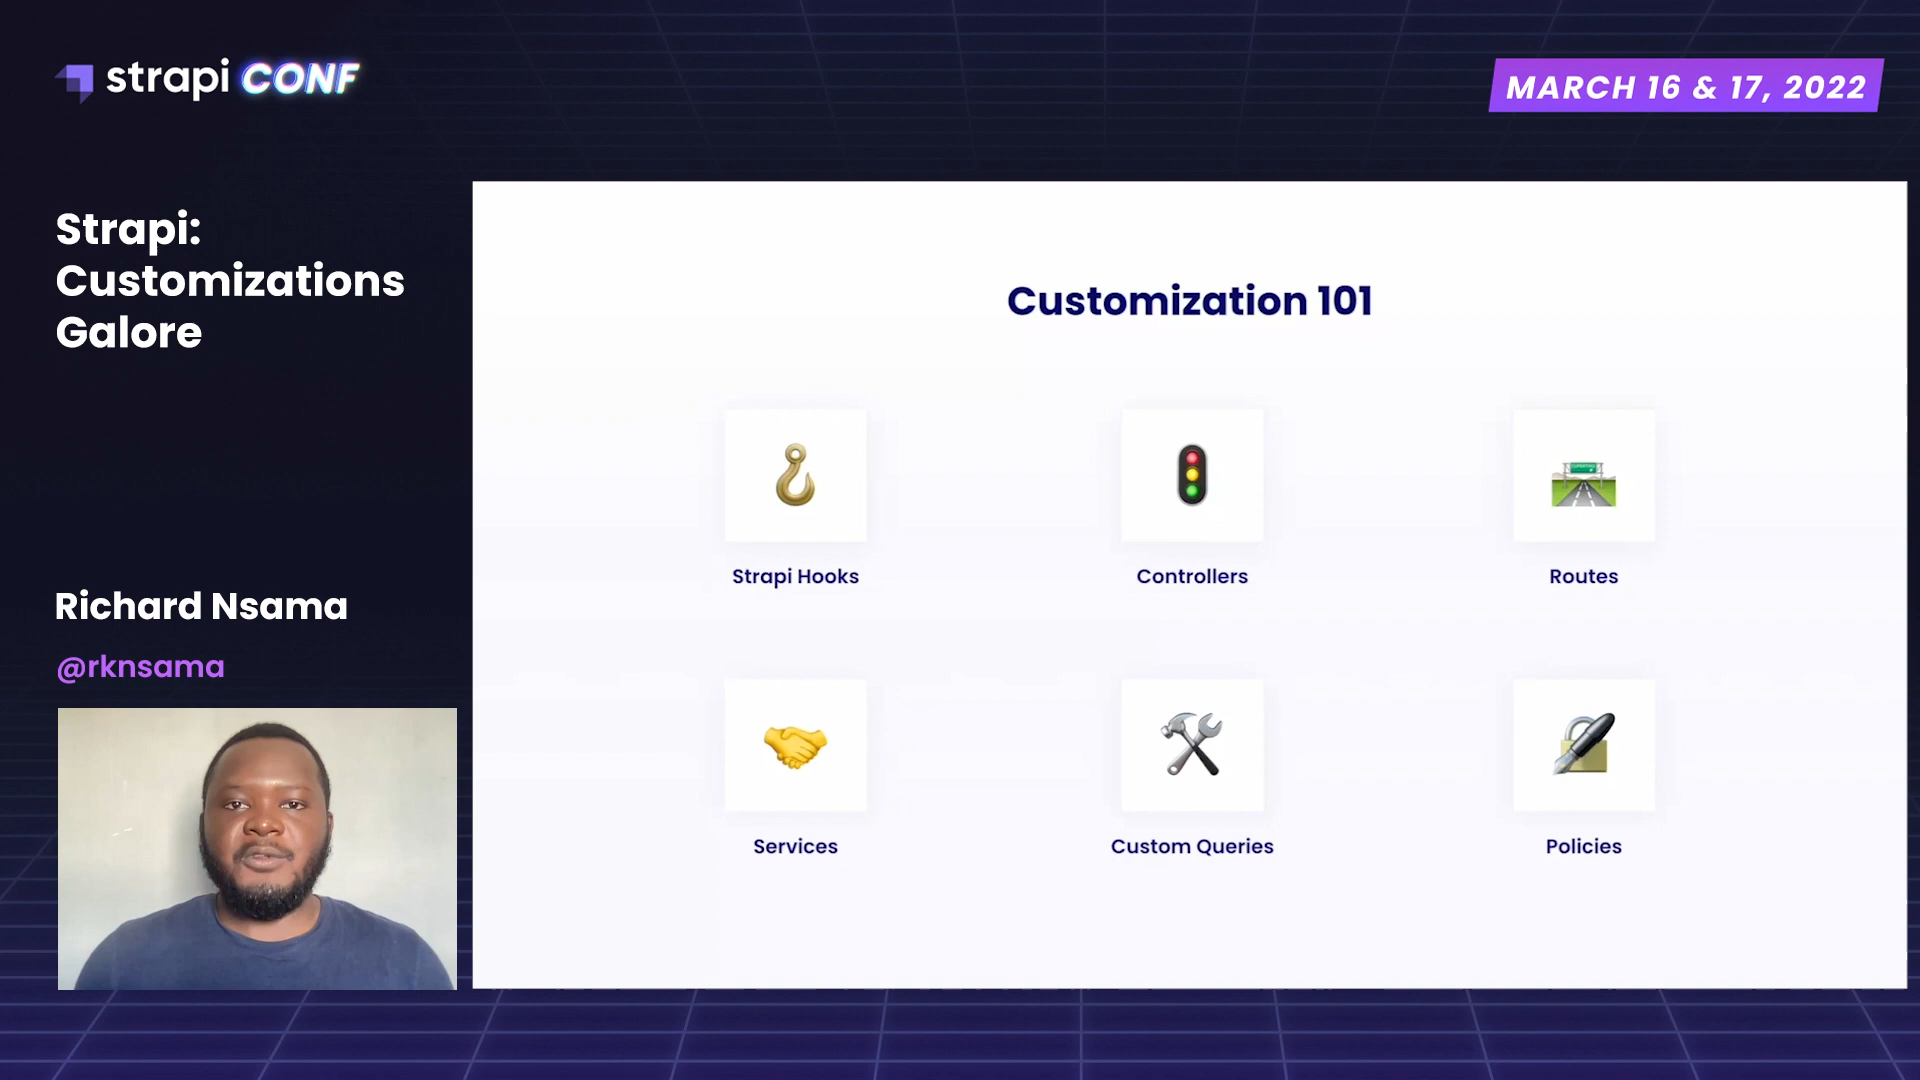 strapi CONF
MARCH 16 & 17, 2022
Strapi:
Customizations
Galore
Richard Nsama
@rknsama
Customization 101
Strapi Hooks
Controllers
Routes
Services
Custom Queries
Policies